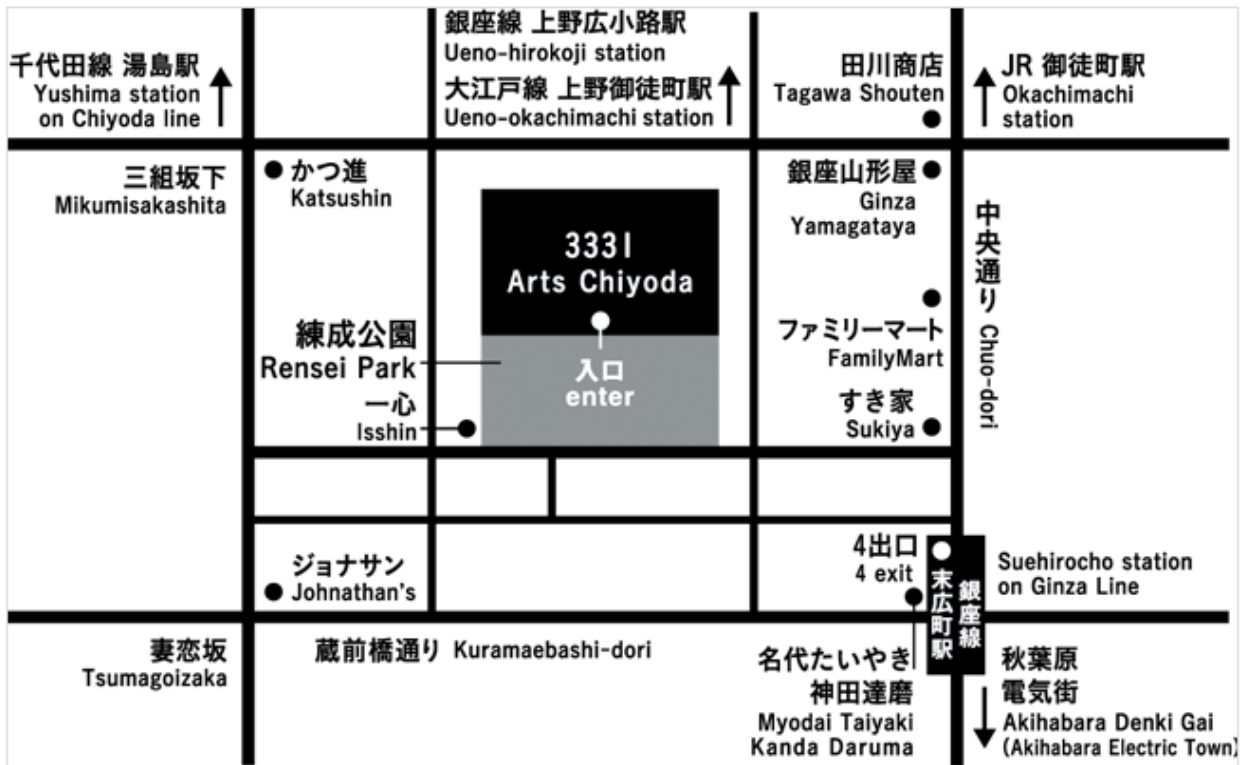 千代田線 湯島駅
Yushima station
on Chiyoda line
銀座線 上野広小路駅
Ueno-hirokoji station
大江戸線 上野御徒町駅
Ueno-okachimachi station
田川商店
Tagawa Shouten
JR 御徒町駅
Okachimachi
station
三組坂下
Mikumisakashita
かつ進
Katsushin
3331
Arts Chiyoda
銀座山形屋
Ginza
Yamagataya
中央通り Chuo-dori
練成公園
Rensei Park
入口
enter
ファミリーマート
FamilyMart
一心
Isshin
すき家
Sukiya
ジョナサン
Johnathan's
4出口
4 exit
末広町駅
銀座線
Suehirocho station
on Ginza Line
妻恋坂
Tsumagoizaka
蔵前橋通り Kuramaebashi-dori
名代たいやき
神田達磨
Myodai Taiyaki
Kanda Daruma
秋葉原
電気街
Akihabara Denki Gai
(Akihabara Electric Town)